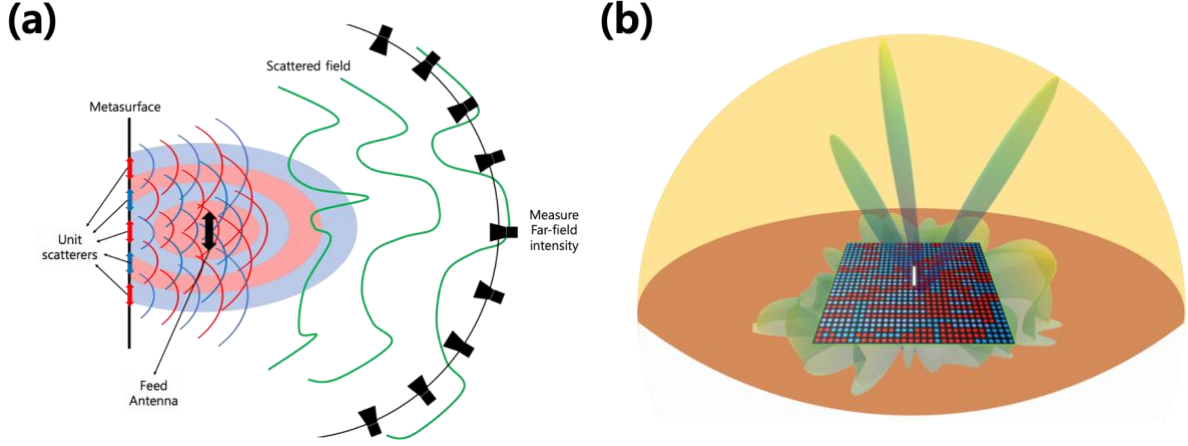 (a)
Scattered field
Metasurface
Unit
scatterers
Feed
Antenna
Measure
Far-field
intensity
(b)